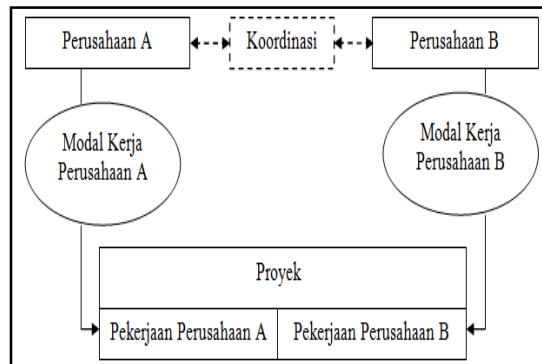 Perusahaan A
Koordinasi
Perusahaan B
Modal Kerja
Perusahaan A
Modal Kerja
Perusahaan B
Proyek
Pekerjaan Perusahaan A
Pekerjaan Perusahaan B